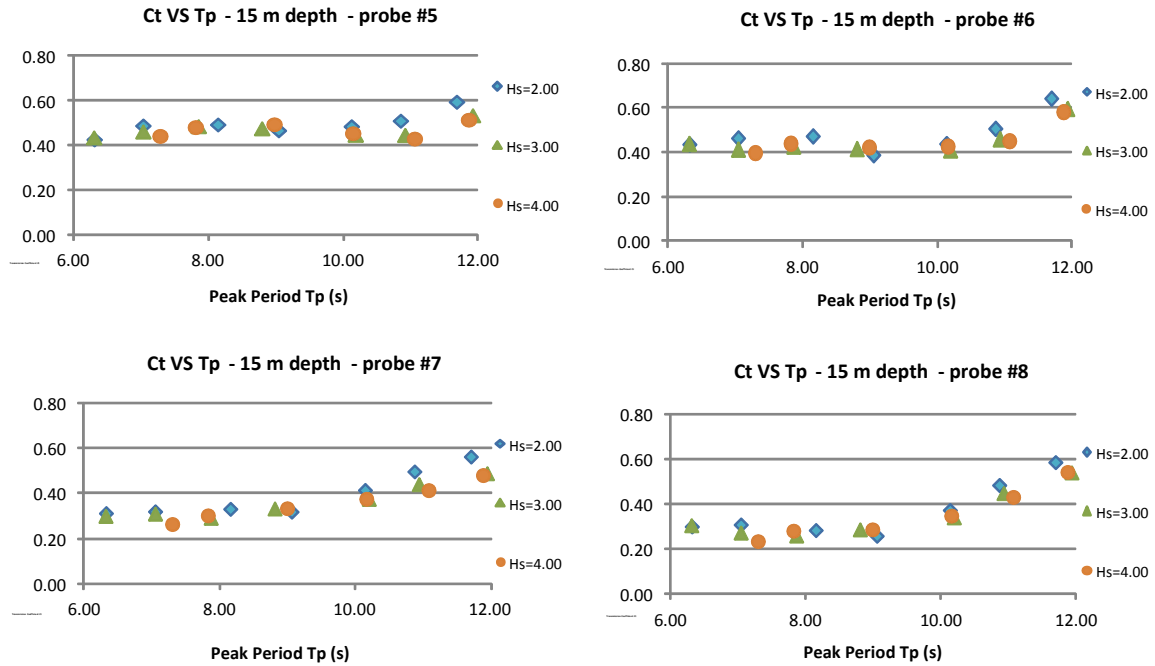 Ct VS Tp - 15 m depth - probe #5
0.80
0.60
0.40
0.20
0.00
6.00 8.00 10.00 12.00
Peak Period Tp (s)
Hs=2.00
Hs=3.00
Hs=4.00
Ct VS Tp - 15 m depth - probe #6
0.80
0.60
0.40
0.20
0.00
6.00 8.00 10.00 12.00
Peak Period Tp (s)
Hs=2.00
Hs=3.00
Hs=4.00
Ct VS Tp - 15 m depth - probe #7
0.80
0.60
0.40
0.20
0.00
6.00 8.00 10.00 12.00
Peak Period Tp (s)
Hs=2.00
Hs=3.00
Hs=4.00
Ct VS Tp - 15 m depth - probe #8
0.80
0.60
0.40
0.20
0.00
6.00 8.00 10.00 12.00
Peak Period Tp (s)
Hs=2.00
Hs=3.00
Hs=4.00